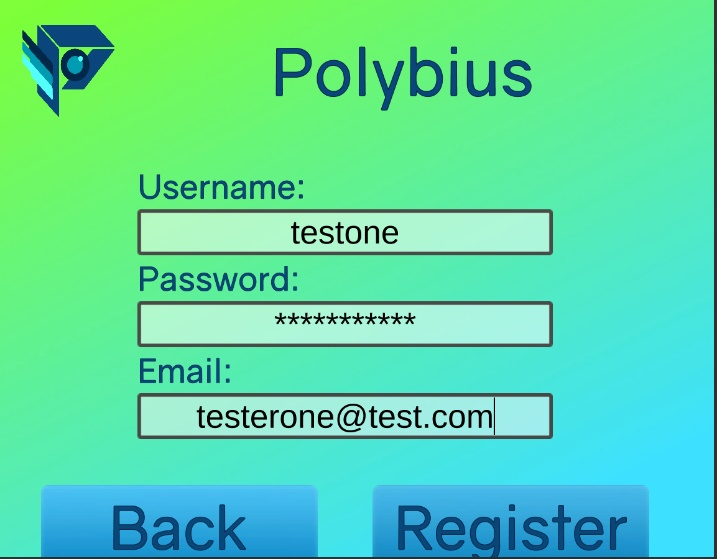 Polybius
Username:
testone
Password:
***********
Email:
testerone@test.com
Back
Register